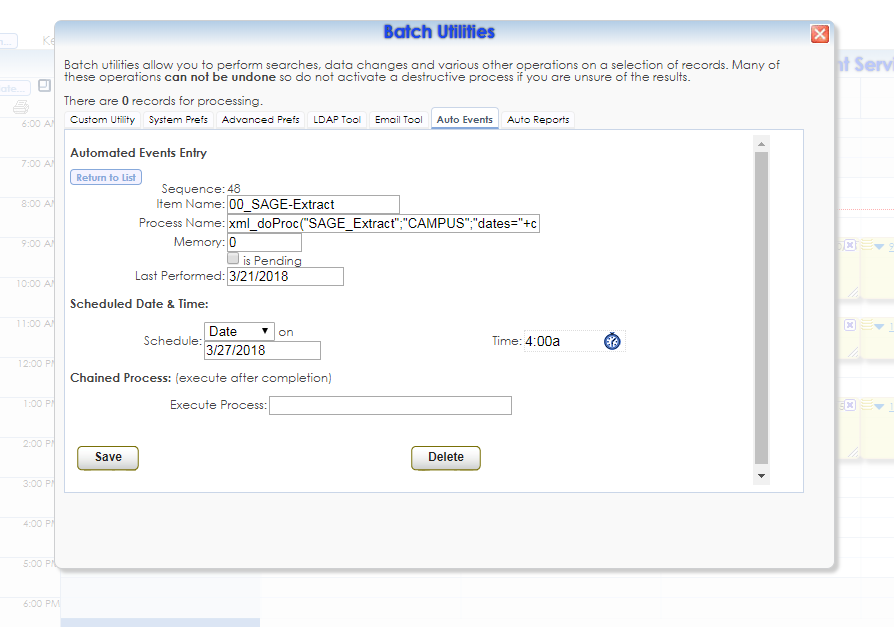 Batch Utilities
Batch utilities allow you to perform searches, data changes and various other operations on a selection of records. Many of
these operations can not be undone so do not activate a destructive process if you are unsure of the results.
There are 0 records for processing.
Custom Utility System Prefs Advanced Prefs LDAP Tool Email Tool Auto Events Auto Reports
Automated Events Entry
Return to List
Sequence: 48
Item Name: 00_SAGE-Extract
Process Name: xml_doProc("SAGE_Extract";"CAMPUS";"dates="+c
Memory: 0
is Pending
Last Performed: 3/21/2018
Scheduled Date & Time:
Schedule: Date on
3/27/2018
Time: 4:00a
Chained Process: (execute after completion)
Execute Process:
Save Delete
6:00 AM
7:00 AM
8:00 AM
9:00 AM
10:00 AM
11:00 AM
12:00 PM
1:00 PM
2:00 PM
3:00 PM
4:00 PM
5:00 PM
6:00 PM